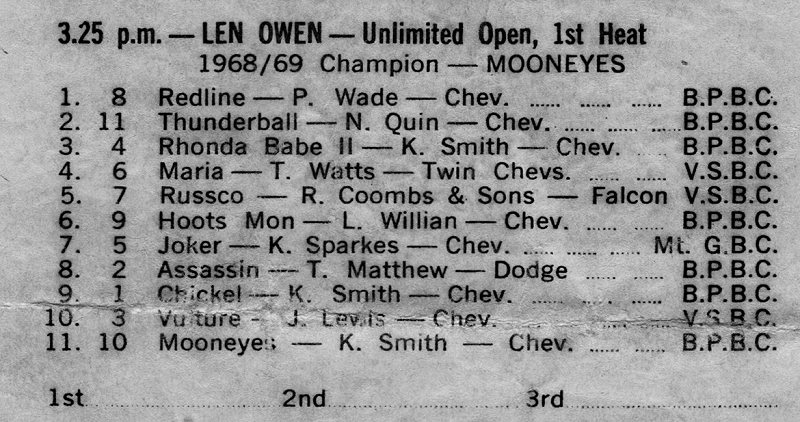 3.25 p.m. — LEN OWEN — Unlimited Open, 1st Heat
1968/69 Champion — MOONEYES
1. 8 Redline — P. Wade — Chev. ...... ...... ...... B.P.B.C.
2. 11 Thunderball — N. Quin — Chev. ...... ...... ...... B.P.B.C.
3. 4 Rhonda Babe II — K. Smith — Chev. ...... B.P.B.C.
4. 6 Maria — T. Watts — Twin Chevs. ...... ...... V.S.B.C.
5. 7 Russco — R. Coombs & Sons — Falcon V.S.B.C.
6. 9 Hoots Mon — L. Willian — Chev. ...... ...... B.P.B.C.
7. 5 Joker — K. Sparkes — Chev. ...... ...... ...... Mt. G.B.C.
8. 2 Assassin — T. Matthew — Dodge ...... ...... B.P.B.C.
9. 1 Chickel — K. Smith — Chev. ...... ...... ...... B.P.B.C.
10. 3 Vulture - J. Lewis — Chev. ...... ...... V.S.B.C.
11. 10 Mooneyes — K. Smith — Chev. ...... ...... B.P.B.C.
1st.............................. 2nd.............................. 3rd..............................